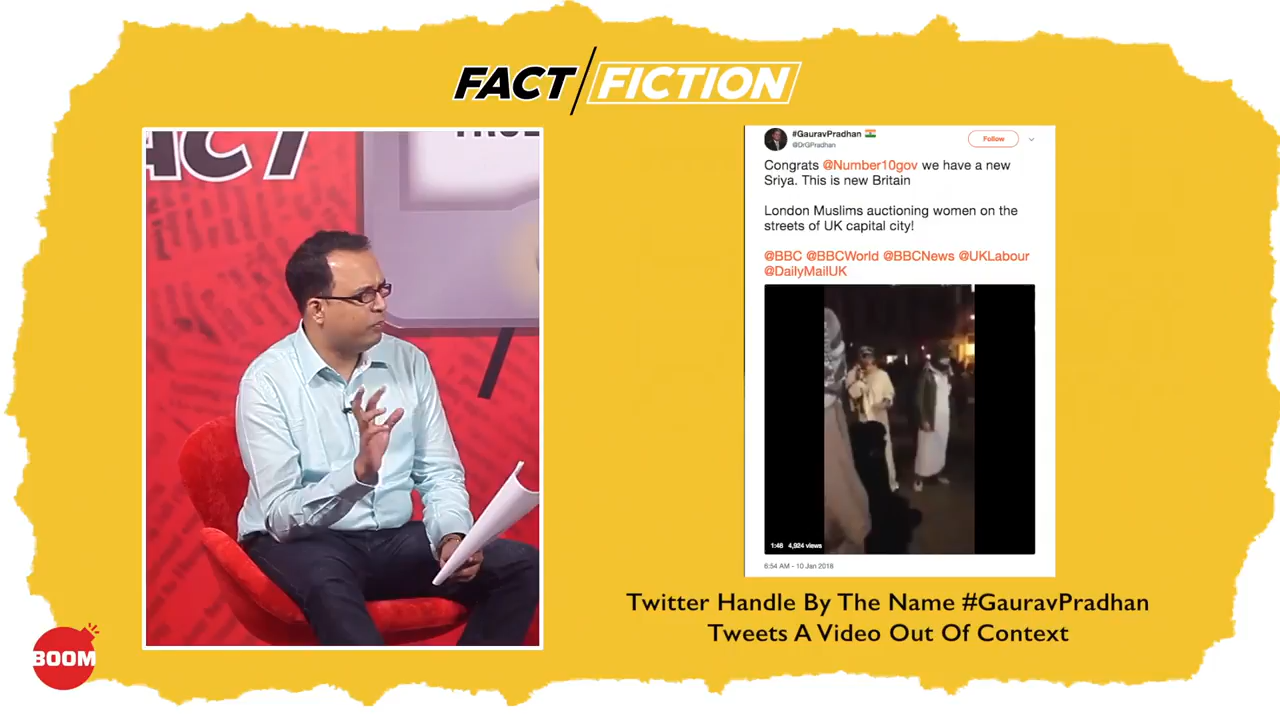 FACT/FICTION
#GauravPradhan
@DrGPradhan
Follow
Congrats @Number10gov we have a new
Sriya. This is new Britain
London Muslims auctioning women on the
streets of UK capital city!
@BBC @BBCWorld @BBCNews @UKLabour
@DailyMailUK
1:48 4,924 views
6:54 AM - 10 Jan 2018
Twitter Handle By The Name #GauravPradhan
Tweets A Video Out Of Context
BOOM